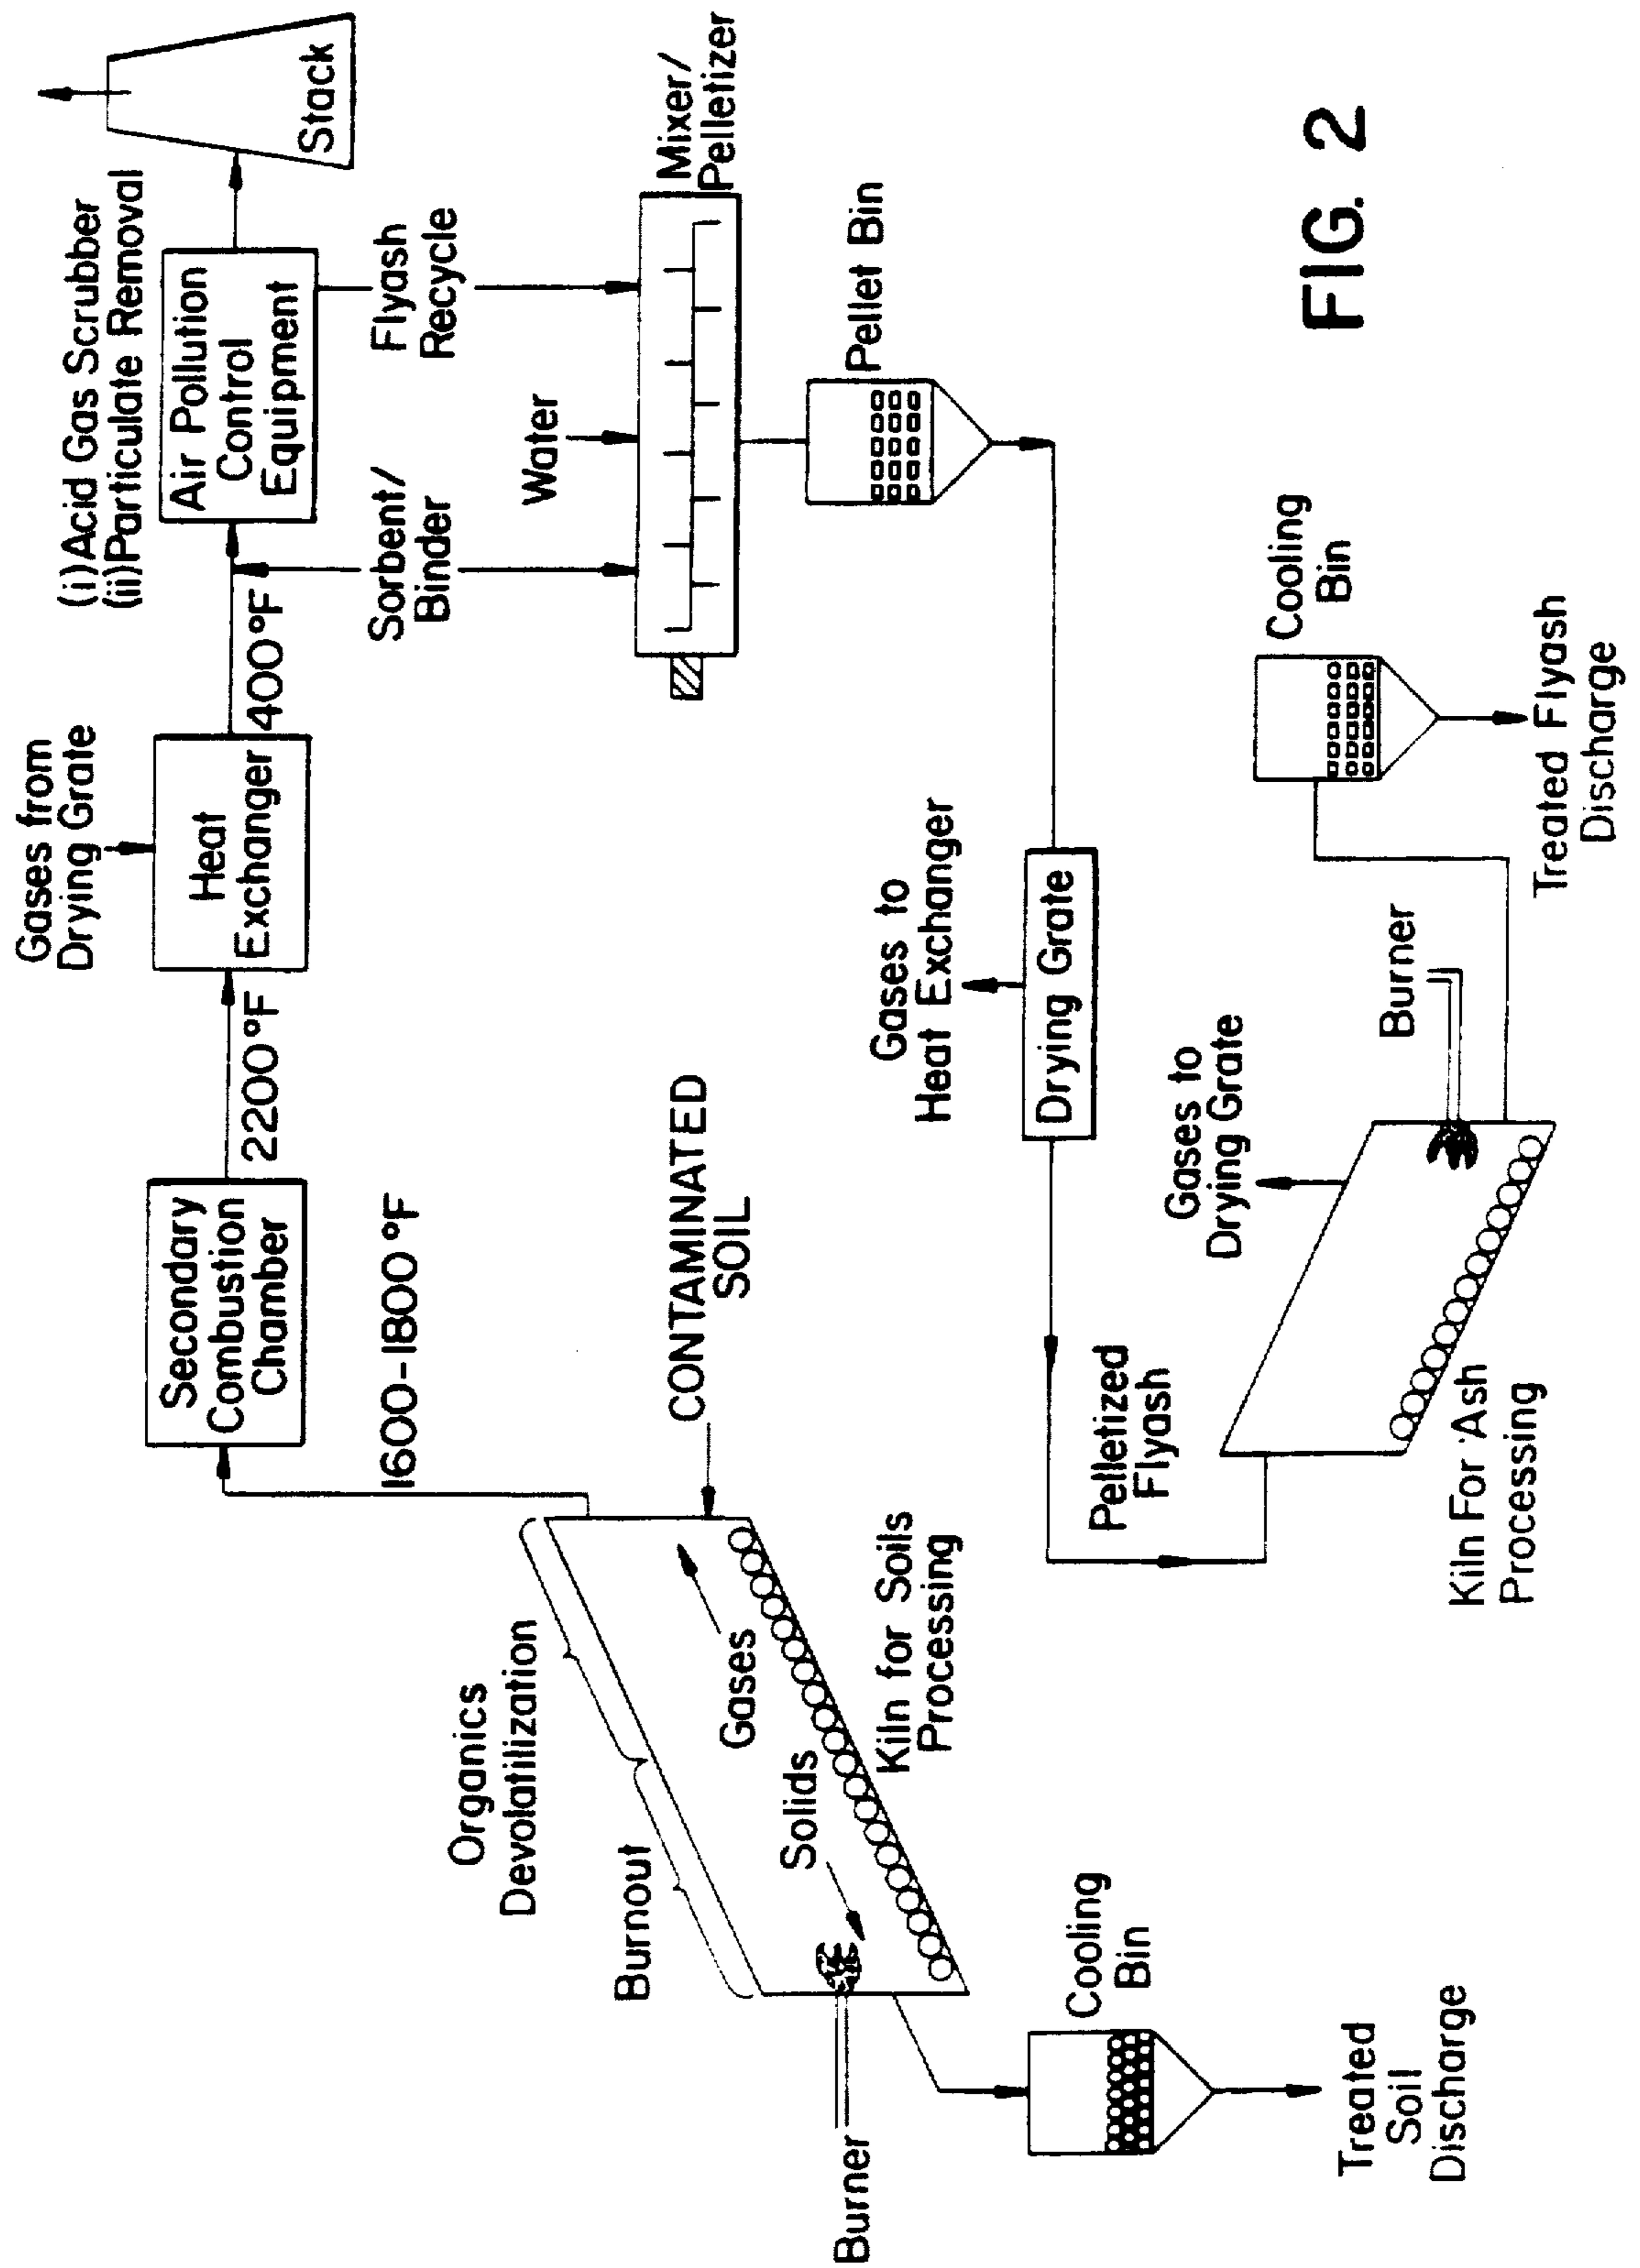 Gases from
Drying Grate
(i)Acid Gas Scrubber
(ii)Particulate Removal
Secondary
Combustion
Chamber
2200°F
Heat
Exchanger
400°F
Air Pollution
Control
Equipment
Stack
1600-1800°F
Sorbent/
Binder
Flyash
Recycle
Water
Mixer/
Pelletizer
Organics
Devolatilization
Burnout
CONTAMINATED
SOIL
Gases
Solids
Kiln for Soils
Processing
Burner
Cooling
Bin
Treated
Soil
Discharge
Pellet Bin
Gases to
Heat Exchanger
Drying Grate
Pelletized
Flyash
Gases to
Drying Grate
Burner
Kiln For Ash
Processing
Cooling
Bin
Treated Flyash
Discharge
FIG. 2